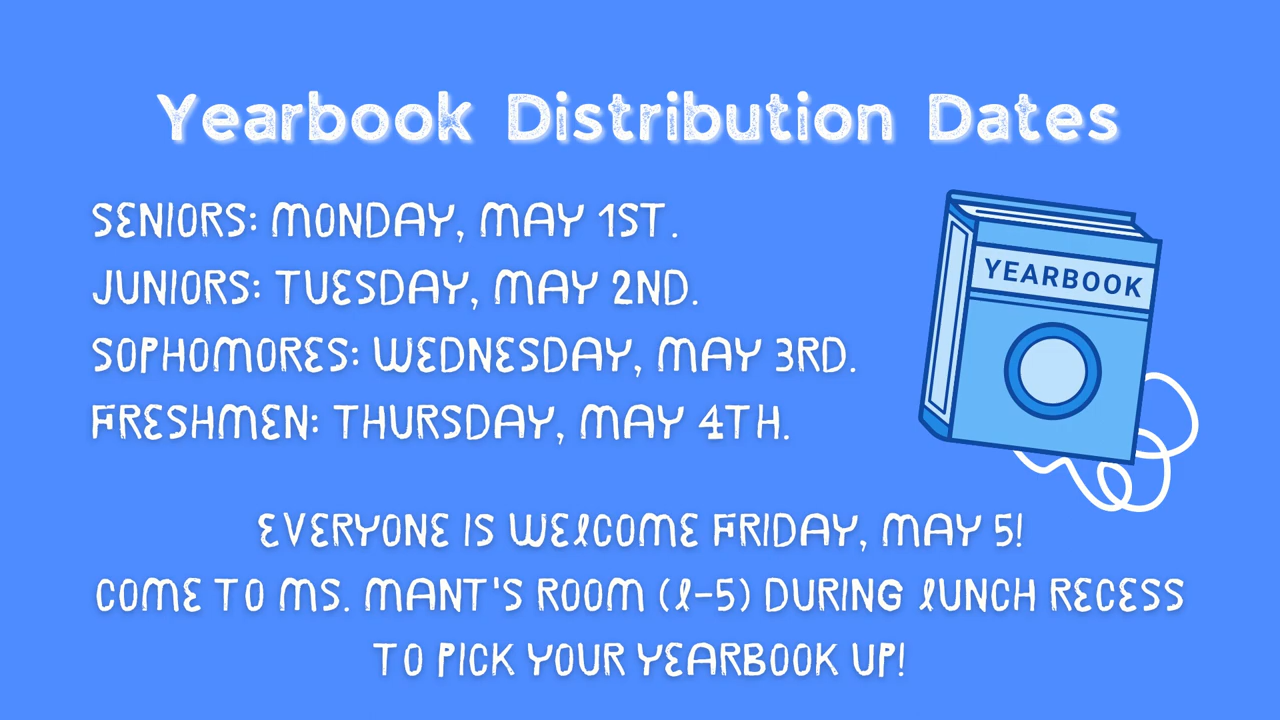 Yearbook Distribution Dates
SENIORS: MONDAY, MAY 1ST.
JUNIORS: TUESDAY, MAY 2ND.
SOPHOMORES: WEDNESDAY, MAY 3RD.
FRESHMEN: THURSDAY, MAY 4TH.
YEARBOOK
EVERYONE IS WELCOME FRIDAY, MAY 5!
COME TO MS. MANT'S ROOM (L-5) DURING LUNCH RECESS
TO PICK YOUR YEARBOOK UP!